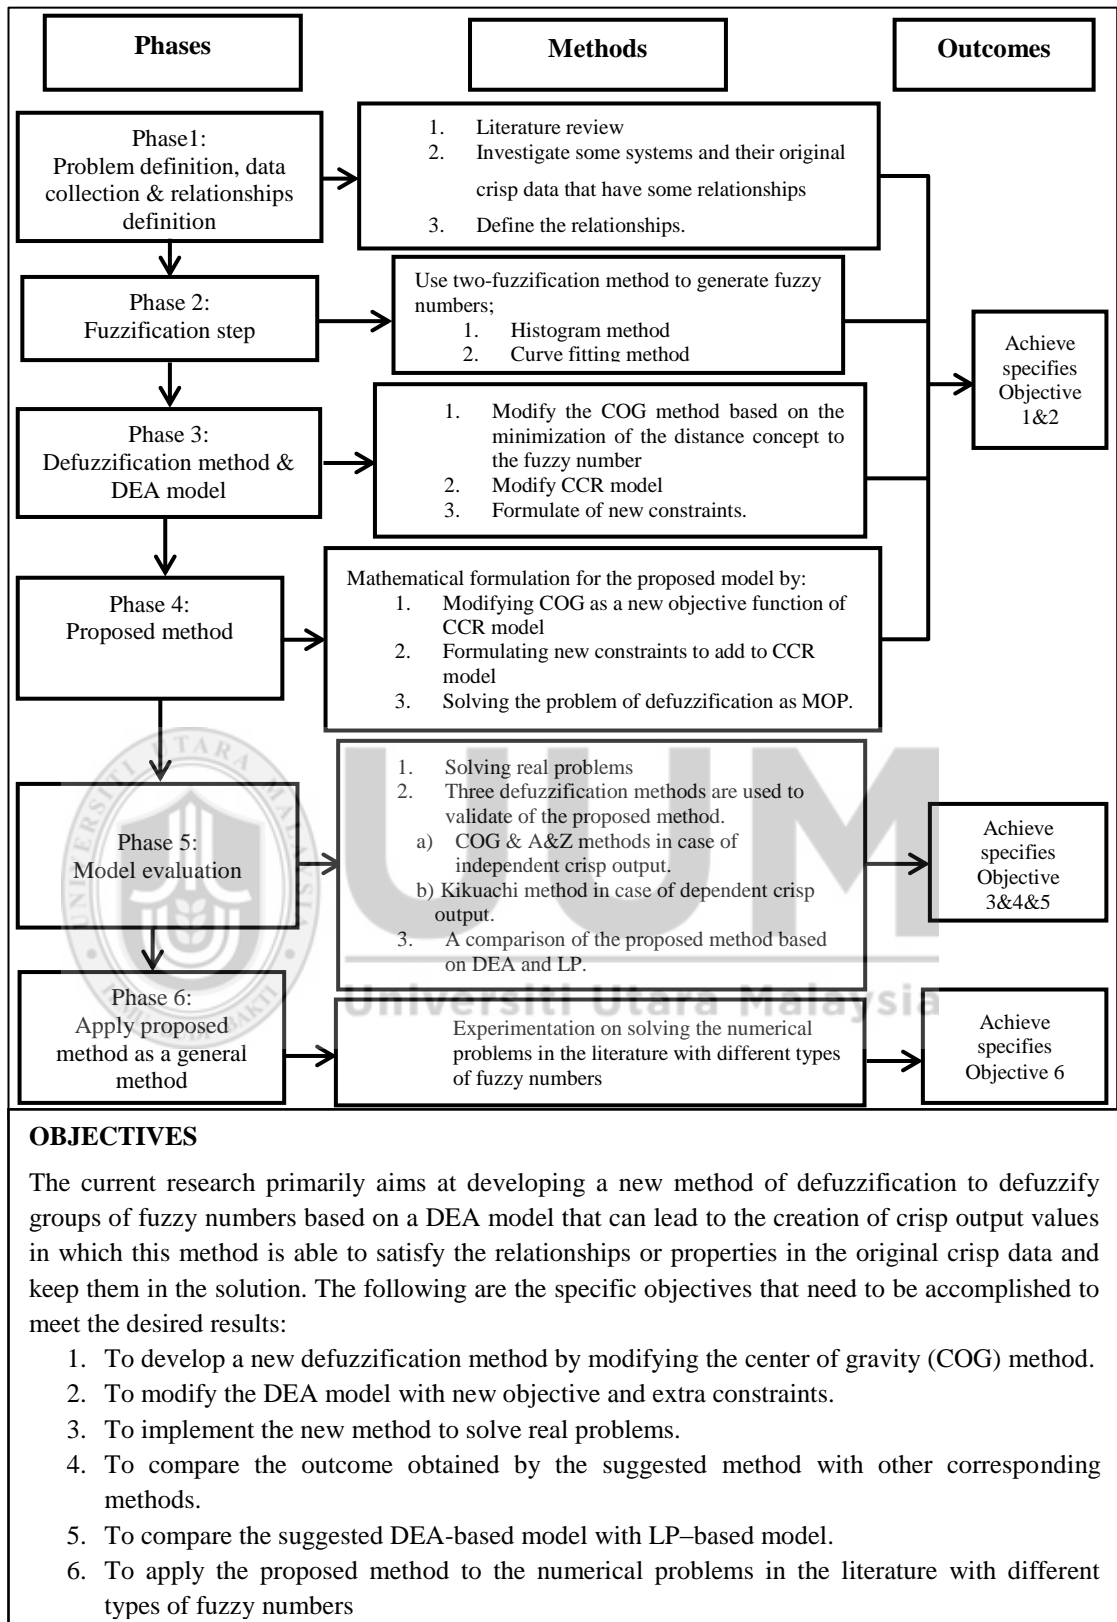 Phases
Methods
Outcomes
Phase1:
Problem definition, data
collection & relationships
definition
1. Literature review
2. Investigate some systems and their original
crisp data that have some relationships
3. Define the relationships.
Phase 2:
Fuzzification step
Use two-fuzzification method to generate fuzzy
numbers;
1. Histogram method
2. Curve fitting method
Achieve
specifies
Objective
1&2
Phase 3:
Defuzzification method &
DEA model
1. Modify the COG method based on the
minimization of the distance concept to
the fuzzy number
2. Modify CCR model
3. Formulate of new constraints.
Phase 4:
Proposed method
Mathematical formulation for the proposed model by:
1. Modifying COG as a new objective function of
CCR model
2. Formulating new constraints to add to CCR
model
3. Solving the problem of defuzzification as MOP.
Phase 5:
Model evaluation
1. Solving real problems
2. Three defuzzification methods are used to
validate of the proposed method.
a) COG & A&Z methods in case of
independent crisp output.
b) Kikuachi method in case of dependent crisp
output.
3. A comparison of the proposed method based
on DEA and LP.
Achieve
specifies
Objective
3&4&5
Phase 6:
Apply proposed
method as a general
method
Experimentation on solving the numerical
problems in the literature with different types
of fuzzy numbers
Achieve
specifies
Objective 6
UNIVERSITI UTARA MALAYSIA
UUM
Universiti Utara Malaysia
OBJECTIVES
The current research primarily aims at developing a new method of defuzzification to defuzzify
groups of fuzzy numbers based on a DEA model that can lead to the creation of crisp output values
in which this method is able to satisfy the relationships or properties in the original crisp data and
keep them in the solution. The following are the specific objectives that need to be accomplished to
meet the desired results:
1. To develop a new defuzzification method by modifying the center of gravity (COG) method.
2. To modify the DEA model with new objective and extra constraints.
3. To implement the new method to solve real problems.
4. To compare the outcome obtained by the suggested method with other corresponding
methods.
5. To compare the suggested DEA-based model with LP–based model.
6. To apply the proposed method to the numerical problems in the literature with different
types of fuzzy numbers